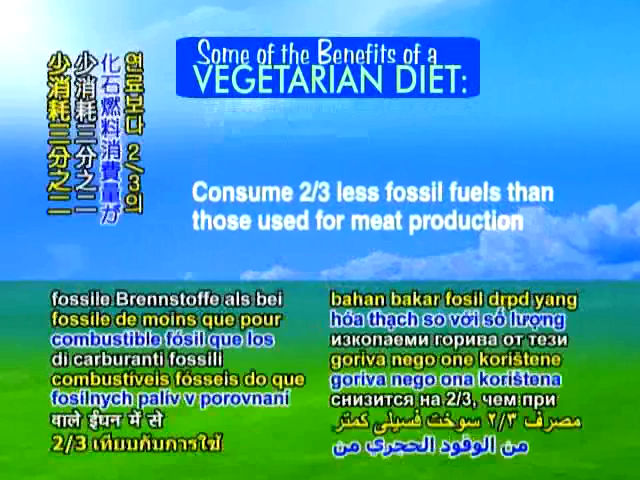 Some of the Benefits of a
VEGETARIAN DIET:
少消耗三分之二
少消耗三分之二
化石燃料消費量が
진료보다 2/3이
Consume 2/3 less fossil fuels than
those used for meat production
fossile Brennstoffe als bei
fossile de moins que pour
combustible fósil que los
di carburanti fossili
combustíveis fósseis do que
fosilnych palív v porovnaní
वाले ईंधन में से
2/3 เทียบกับการใช้
bahan bakar fosil drpd yang
hóa thạch so với số lượng
изкопаеми горива от тези
goriva nego one korištene
goriva nego ona korištena
снизится на 2/3, чем при
مصرف ۲/۳ سوخت فسیلی کمتر
من الوقود الحجري من